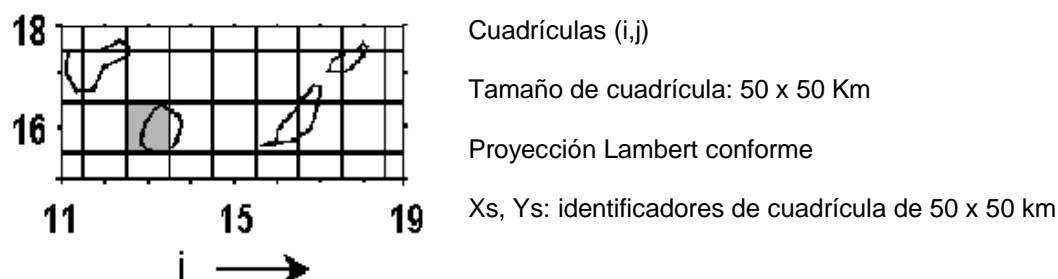 18
16
11 15 19
i
Cuadrículas (i,j)
Tamaño de cuadrícula: 50 x 50 Km
Proyección Lambert conforme
Xs, Ys: identificadores de cuadrícula de 50 x 50 km